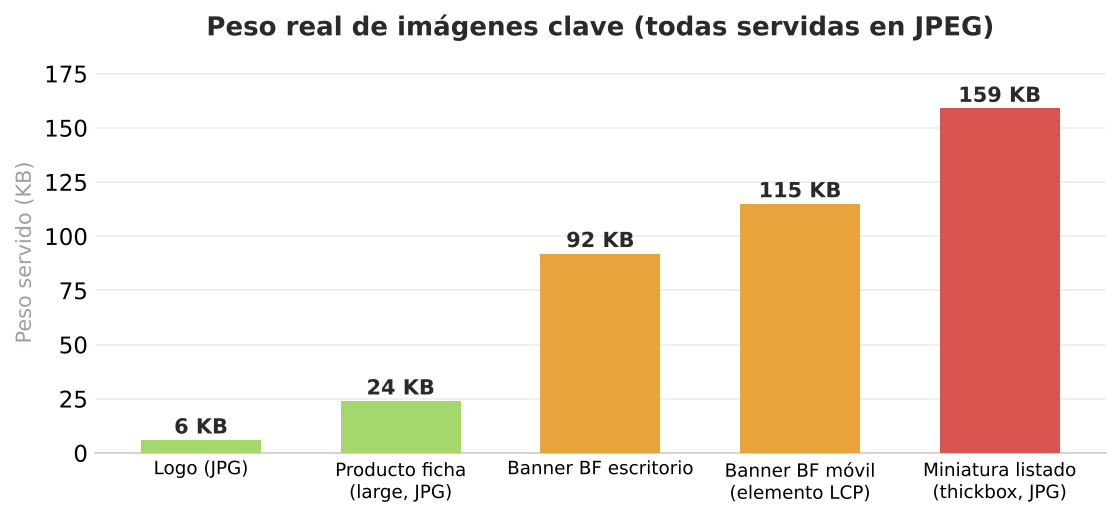 Peso real de imágenes clave (todas servidas en JPEG)
Peso servido (KB)
175
150
125
100
75
50
25
0
6 KB
24 KB
92 KB
115 KB
159 KB
Logo (JPG)
Producto ficha
(large, JPG)
Banner BF escritorio
Banner BF móvil
(elemento LCP)
Miniatura listado
(thickbox, JPG)